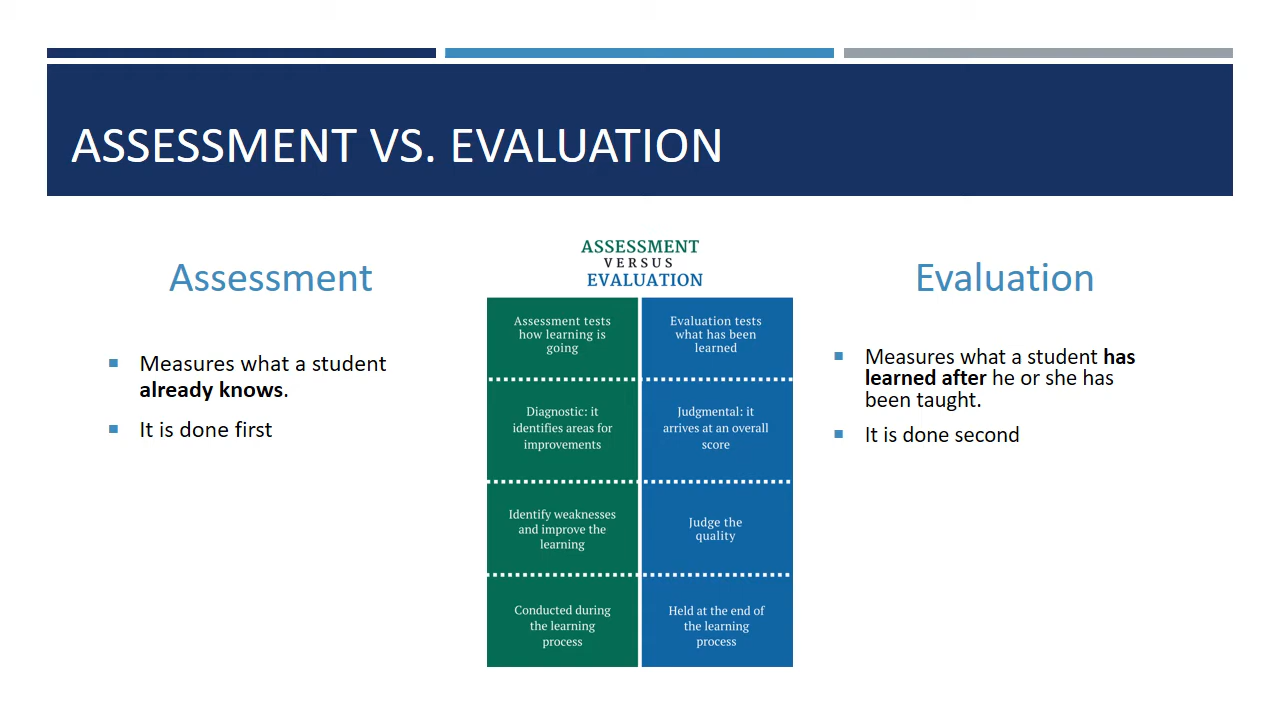 ASSESSMENT VS. EVALUATION
Assessment
Measures what a student
already knows.
It is done first
ASSESSMENT
VERSUS
EVALUATION
Assessment tests
how learning is
going
Evaluation tests
what has been
learned
Diagnostic: it
identifies areas for
improvements
Judgmental: it
arrives at an overall
score
Identify weaknesses
and improve the
learning
Judge the
quality
Conducted during
the learning
process
Held at the end of
the learning
process
Evaluation
Measures what a student has
learned after he or she has
been taught.
It is done second